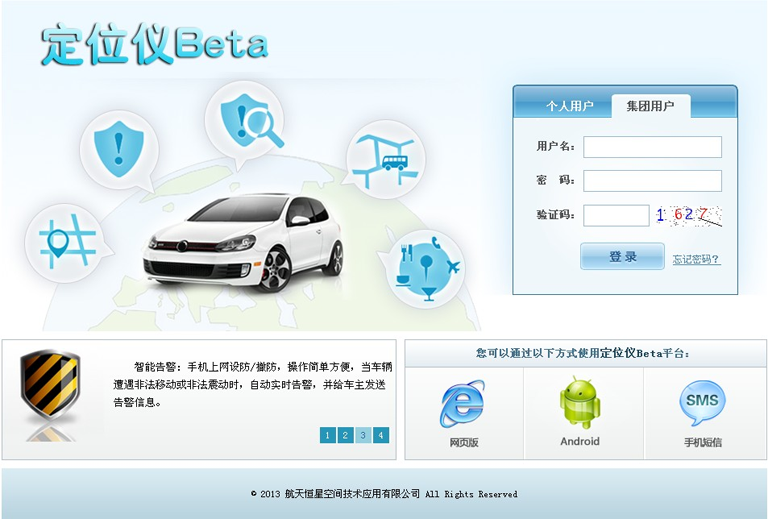 定位仪Beta
个人用户 集团用户
用户名：
密 码：
验证码： 1627
登 录 忘记密码？
智能告警：手机上网设防/撤防，操作简单方便，当车辆
遭遇非法移动或非法震动时，自动实时告警，并给车主发送
告警信息。
1 2 3 4
您可以通过以下方式使用定位仪Beta平台：
SMS
网页版 Android 手机短信
© 2013 航天恒星空间技术应用有限公司 All Rights Reserved